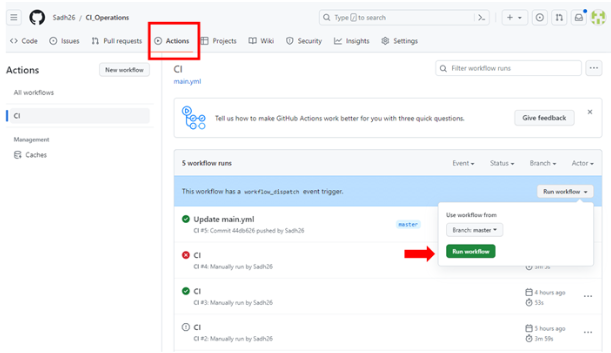 Sadh26 / CI_Operations
Type / to search
Code Issues Pull requests Actions Projects Wiki Security Insights Settings
Actions
New workflow
All workflows
CI
Management
Caches
CI
main.yml
Filter workflow runs
Tell us how to make GitHub Actions work better for you with three quick questions.
Give feedback
5 workflow runs
Event Status Branch Actor
This workflow has a workflow_dispatch event trigger.
Run workflow
Use workflow from
Branch: master
Run workflow
Update main.yml
CI #5: Commit 44db626 pushed by Sadh26
master
CI
CI #4: Manually run by Sadh26
CI
CI #3: Manually run by Sadh26
4 hours ago
53s
CI
CI #2: Manually run by Sadh26
5 hours ago
3m 59s